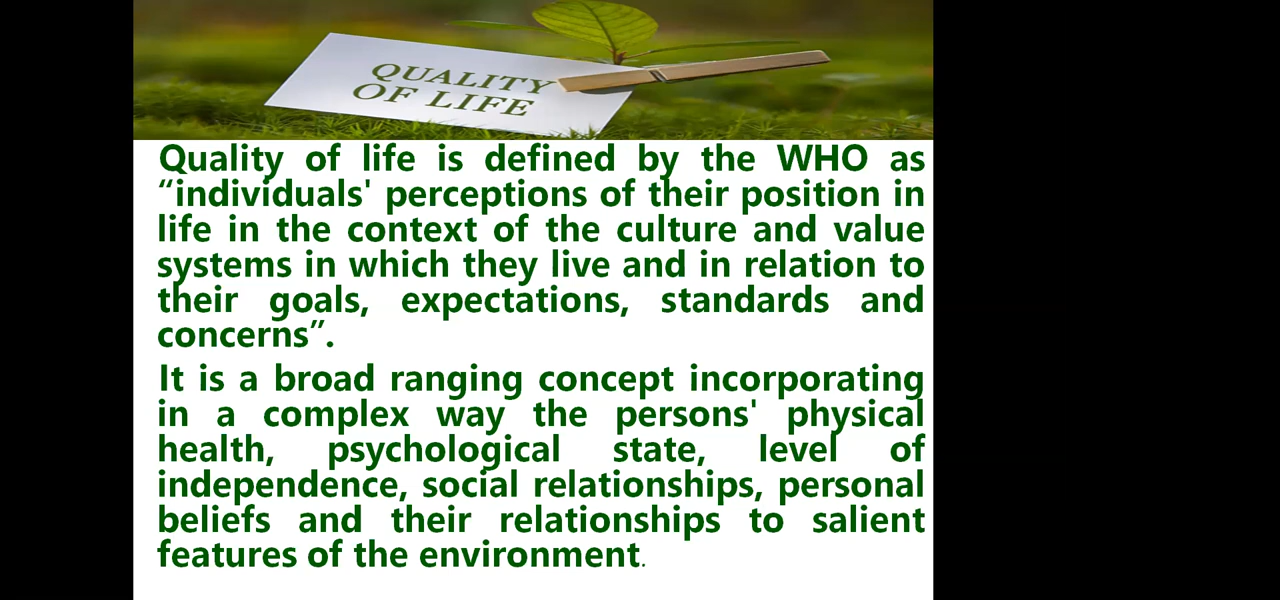 QUALITY
OF LIFE
Quality of life is defined by the WHO as
“individuals' perceptions of their position in
life in the context of the culture and value
systems in which they live and in relation to
their goals, expectations, standards and
concerns”.
It is a broad ranging concept incorporating
in a complex way the persons' physical
health, psychological state, level of
independence, social relationships, personal
beliefs and their relationships to salient
features of the environment.